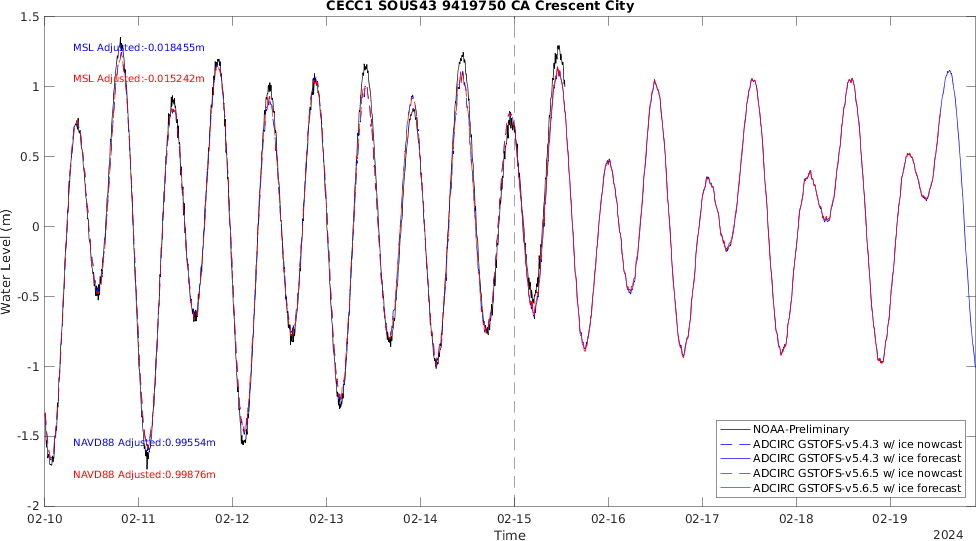 CECC1 SOUS43 9419750 CA Crescent City
1.5
MSL Adjusted:-0.018455m
MSL Adjusted:-0.015242m
1
0.5
0
Water Level (m)
-0.5
-1
-1.5
NAVD88 Adjusted:0.99554m
NAVD88 Adjusted:0.99876m
-2
NOAA-Preliminary
ADCIRC GSTOFS-v5.4.3 w/ ice nowcast
ADCIRC GSTOFS-v5.4.3 w/ ice forecast
ADCIRC GSTOFS-v5.6.5 w/ ice nowcast
ADCIRC GSTOFS-v5.6.5 w/ ice forecast
02-10 02-11 02-12 02-13 02-14 02-15 02-16 02-17 02-18 02-19
Time
2024